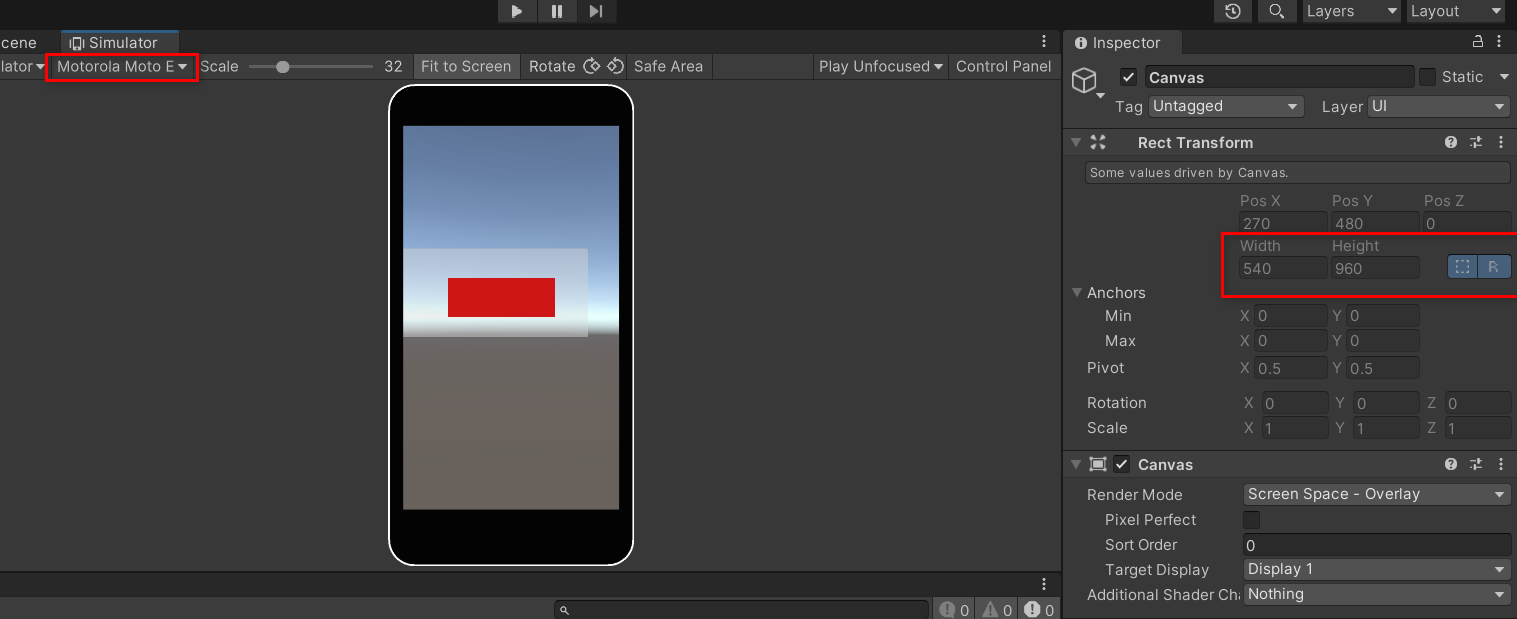 Layers Layout
cene Simulator
lator Motorola Moto E Scale 32 Fit to Screen Rotate Safe Area Play Unfocused Control Panel
Inspector
Canvas Static
Tag Untagged Layer UI
Rect Transform
Some values driven by Canvas.
Pos X Pos Y Pos Z
270 480 0
Width Height
540 960 R
Anchors
Min X 0 Y 0
Max X 0 Y 0
Pivot X 0.5 Y 0.5
Rotation X 0 Y 0 Z 0
Scale X 1 Y 1 Z 1
Canvas
Render Mode Screen Space - Overlay
Pixel Perfect
Sort Order 0
Target Display Display 1
Additional Shader Cha Nothing
0 0 0